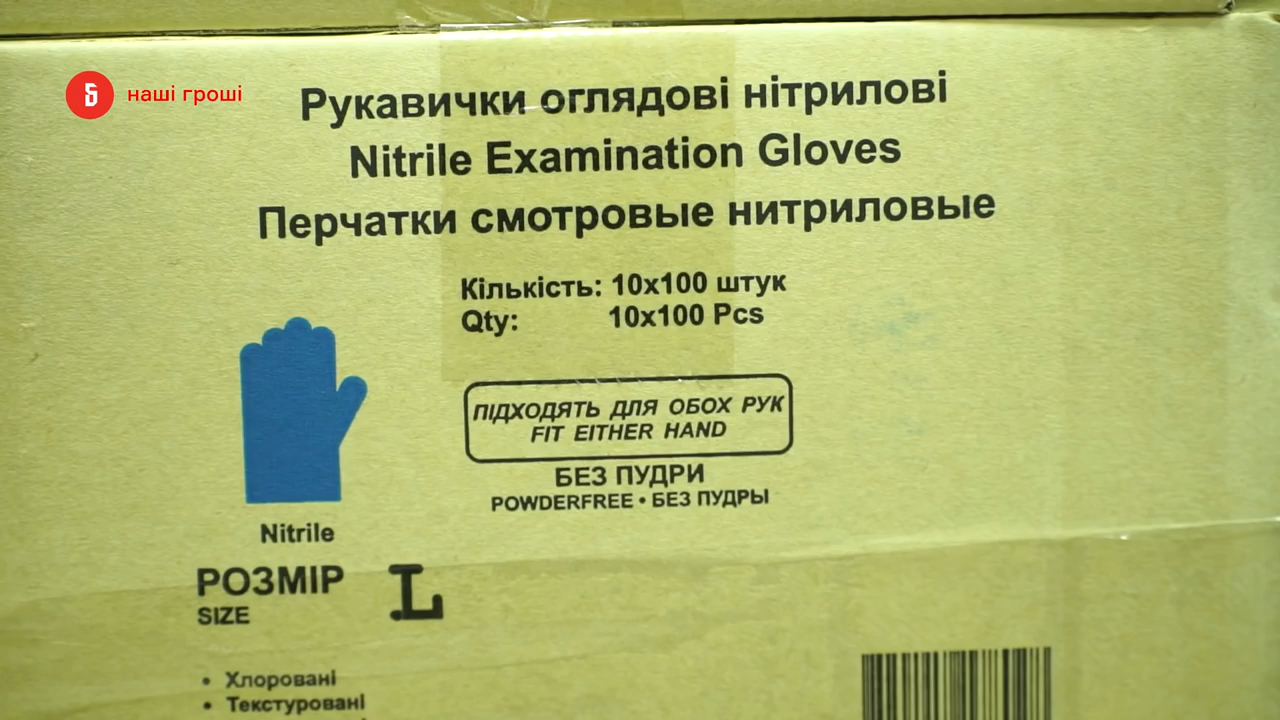 наші гроші
Рукавички оглядові нітрилові
Nitrile Examination Gloves
Перчатки смотровые нитриловые
Кількість: 10х100 штук
Qty: 10x100 Pcs
ПІДХОДЯТЬ ДЛЯ ОБОХ РУК
FIT EITHER HAND
БЕЗ ПУДРИ
POWDERFREE • БЕЗ ПУДРЫ
Nitrile
РОЗМІР L
SIZE
• Хлоровані
• Текстуровані